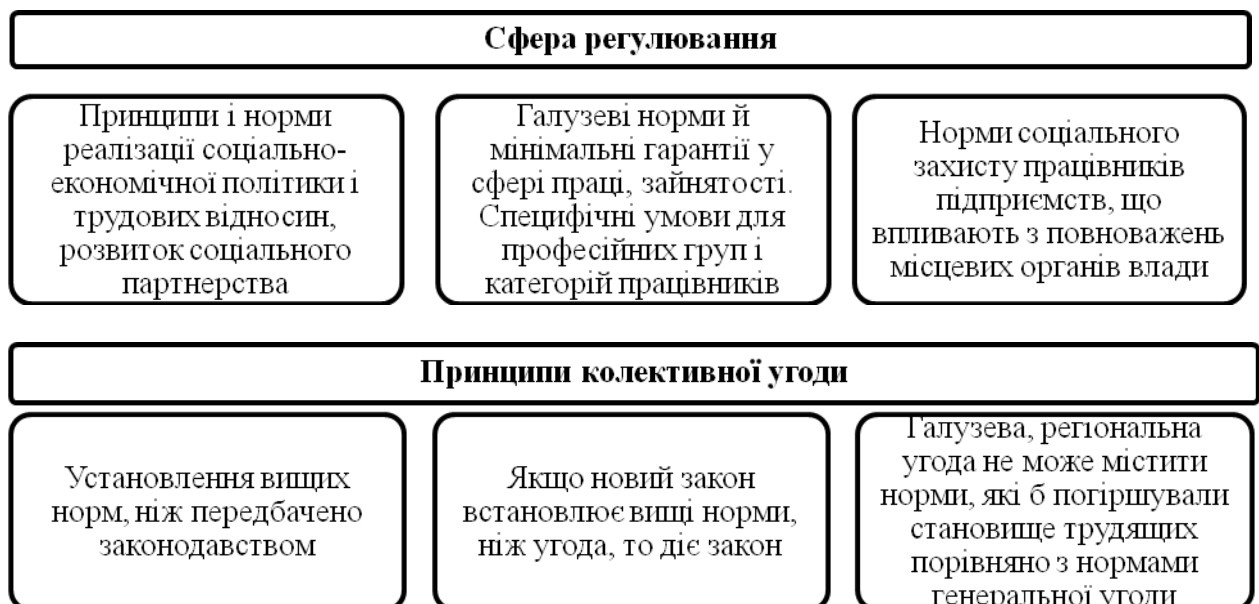 Сфера регулювання
Принципи і норми
реалізації соціально-
економічної політики і
трудових відносин,
розвиток соціального
партнерства
Галузеві норми й
мінімальні гарантії у
сфері праці, зайнятості.
Специфічні умови для
професійних груп і
категорій працівників
Норми соціального
захисту працівників
підприємств, що
впливають з повноважень
місцевих органів влади
Принципи колективної угоди
Установлення вищих
норм, ніж передбачено
законодавством
Якщо новий закон
встановлює вищі норми,
ніж угода, то діє закон
Галузева, регіональна
угода не може містити
норми, які б погіршували
становище трудящих
порівняно з нормами
генеральної угоди